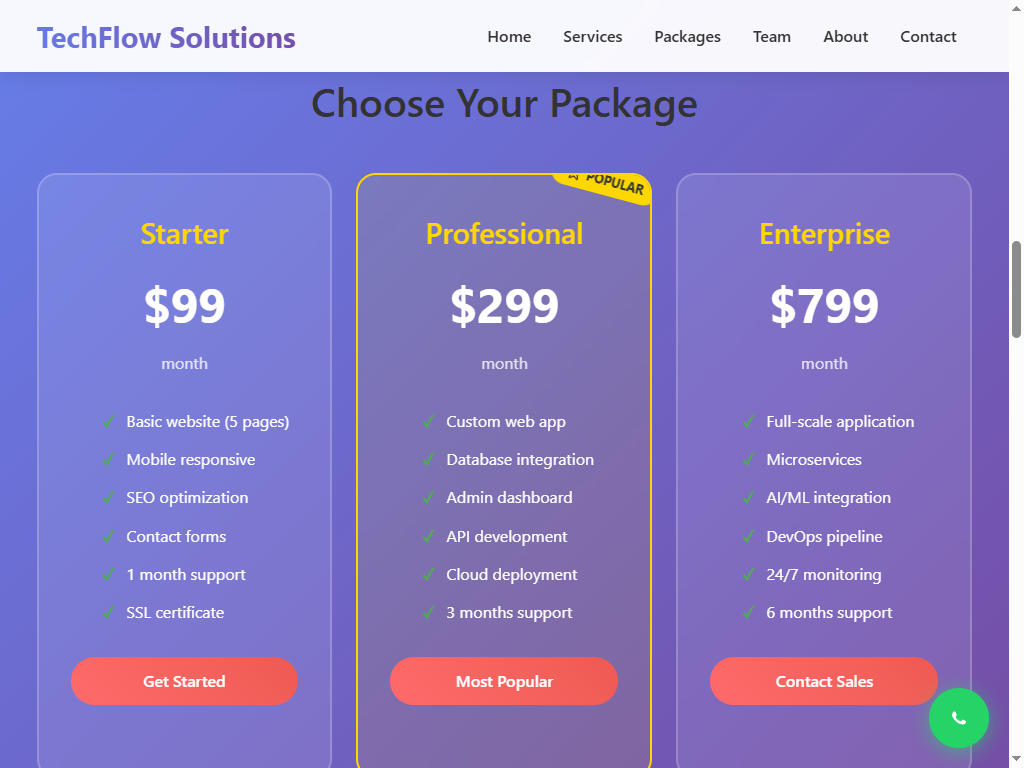 TechFlow Solutions
Home Services Packages Team About Contact
Choose Your Package
POPULAR
Starter
$99
month
✓ Basic website (5 pages)
✓ Mobile responsive
✓ SEO optimization
✓ Contact forms
✓ 1 month support
✓ SSL certificate
Get Started
Professional
$299
month
✓ Custom web app
✓ Database integration
✓ Admin dashboard
✓ API development
✓ Cloud deployment
✓ 3 months support
Most Popular
Enterprise
$799
month
✓ Full-scale application
✓ Microservices
✓ AI/ML integration
✓ DevOps pipeline
✓ 24/7 monitoring
✓ 6 months support
Contact Sales